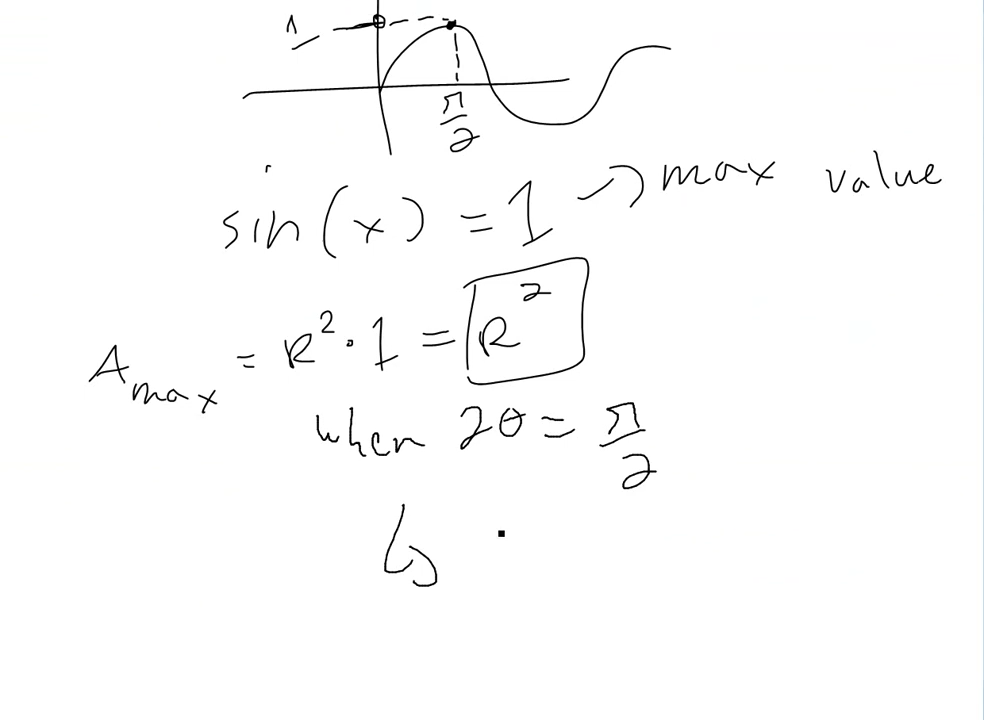 1
π/2
sin(x) = 1 → max value
A_max = R² · 1 = R²
when 2θ = π/2
↳